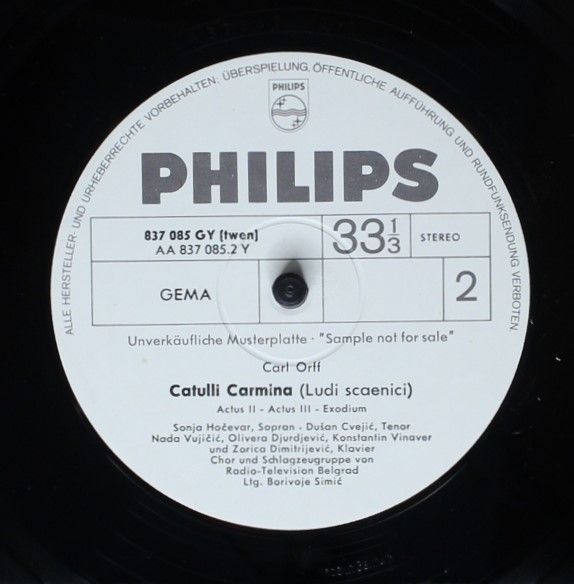 ALLE HERSTELLER- UND URHEBERRECHTE VORBEHALTEN. ÜBERSPIELUNG, ÖFFENTLICHE AUFFÜHRUNG UND RUNDFUNKSENDUNG VERBOTEN.
PHILIPS
PHILIPS
837 085 GY (twen)
AA 837 085.2 Y
33 1/3
STEREO
GEMA
2
Unverkäufliche Musterplatte · "Sample not for sale"
Carl Orff
Catulli Carmina (Ludi scaenici)
Actus II - Actus III - Exodium
Sonja Hočevar, Sopran · Dušan Cvejić, Tenor
Nada Vujičić, Olivera Djurdjević, Konstantin Vinaver
und Zorica Dimitrijević, Klavier
Chor und Schlagzeugruppe von
Radio-Television Belgrad
Ltg. Borivoje Simić